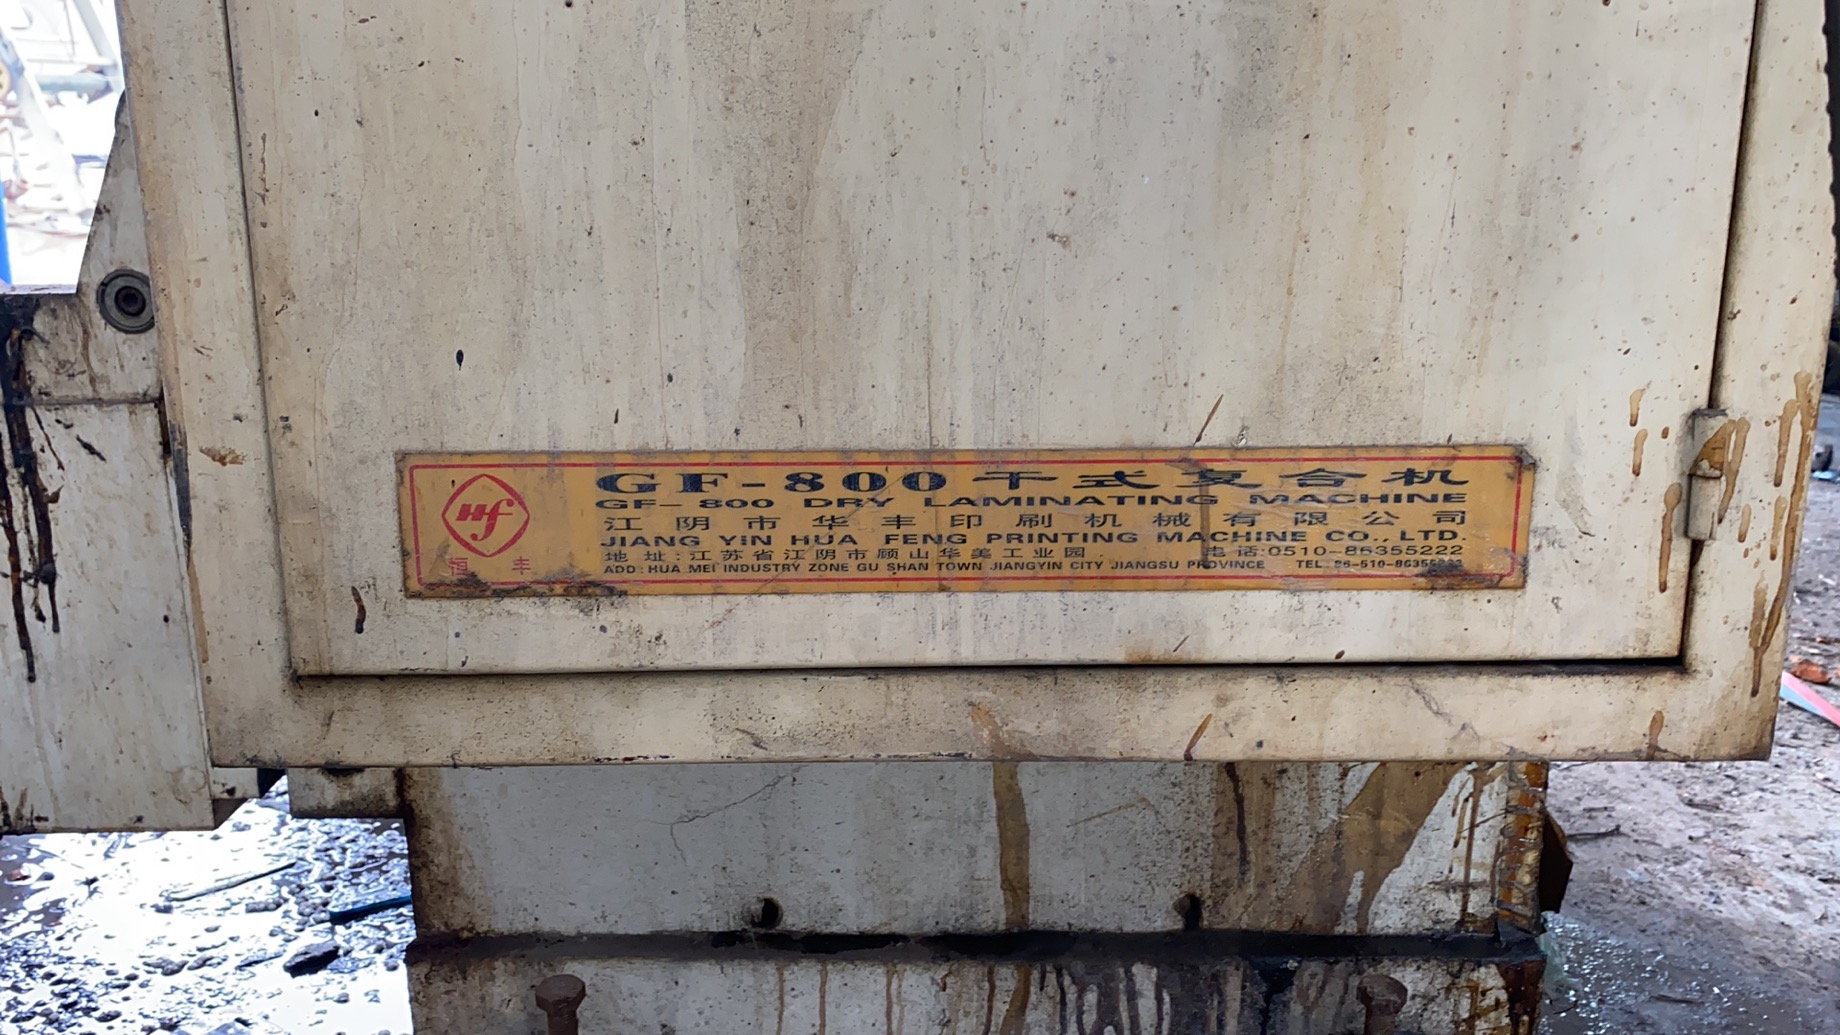 Hf
恒 丰
GF-800 干式复合机
GF-800 DRY LAMINATING MACHINE
江阴市华丰印刷机械有限公司
JIANG YIN HUA FENG PRINTING MACHINE CO., LTD.
地址:江苏省江阴市顾山华美工业园 电话:0510-86355222
ADD:HUA MEI INDUSTRY ZONE GU SHAN TOWN JIANGYIN CITY JIANGSU PROVINCE TEL: